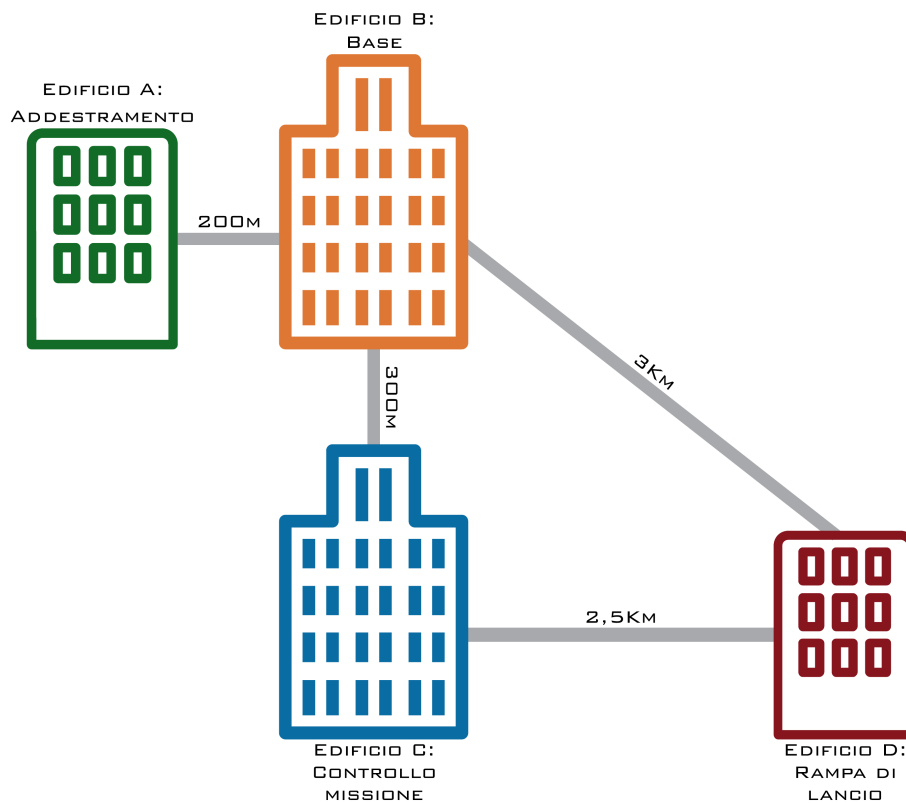 Edificio B:
Base
Edificio A:
Addestramento
200m
300m
3Km
2,5Km
Edificio C:
Controllo
missione
Edificio D:
Rampa di
lancio